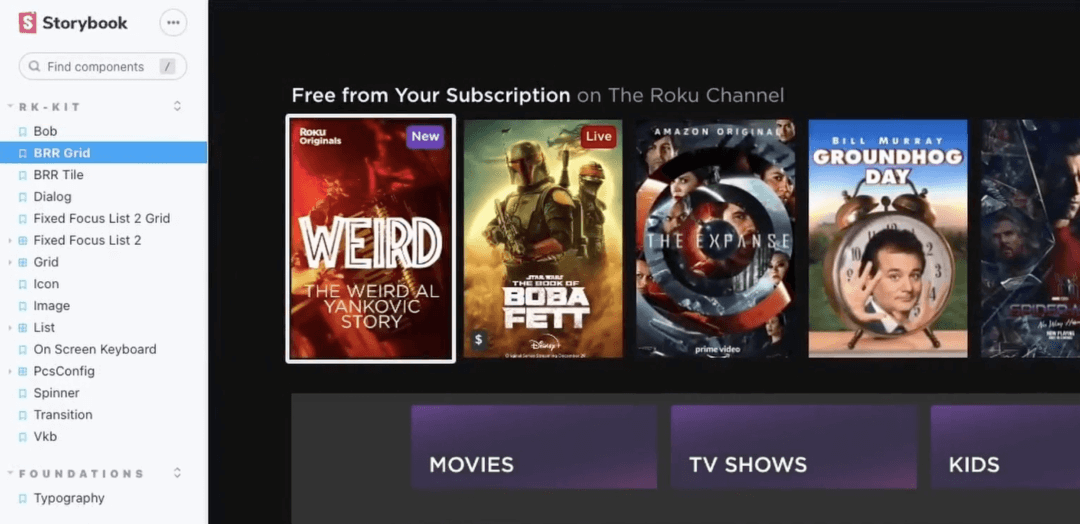 Storybook
Find components /
RK-KIT
Bob
BRR Grid
BRR Tile
Dialog
Fixed Focus List 2 Grid
Fixed Focus List 2
Grid
Icon
Image
List
On Screen Keyboard
PcsConfig
Spinner
Transition
Vkb
FOUNDATIONS
Typography
Free from Your Subscription on The Roku Channel
Roku
Originals
New
WEIRD
THE WEIRD AL
YANKOVIC
STORY
Live
STAR WARS
THE BOOK OF
BOBA
FETT
$
Disney+
AMAZON ORIGINAL
THE EXPANSE
prime video
BILL MURRAY
GROUNDHOG
DAY
MOVIES
TV SHOWS
KIDS